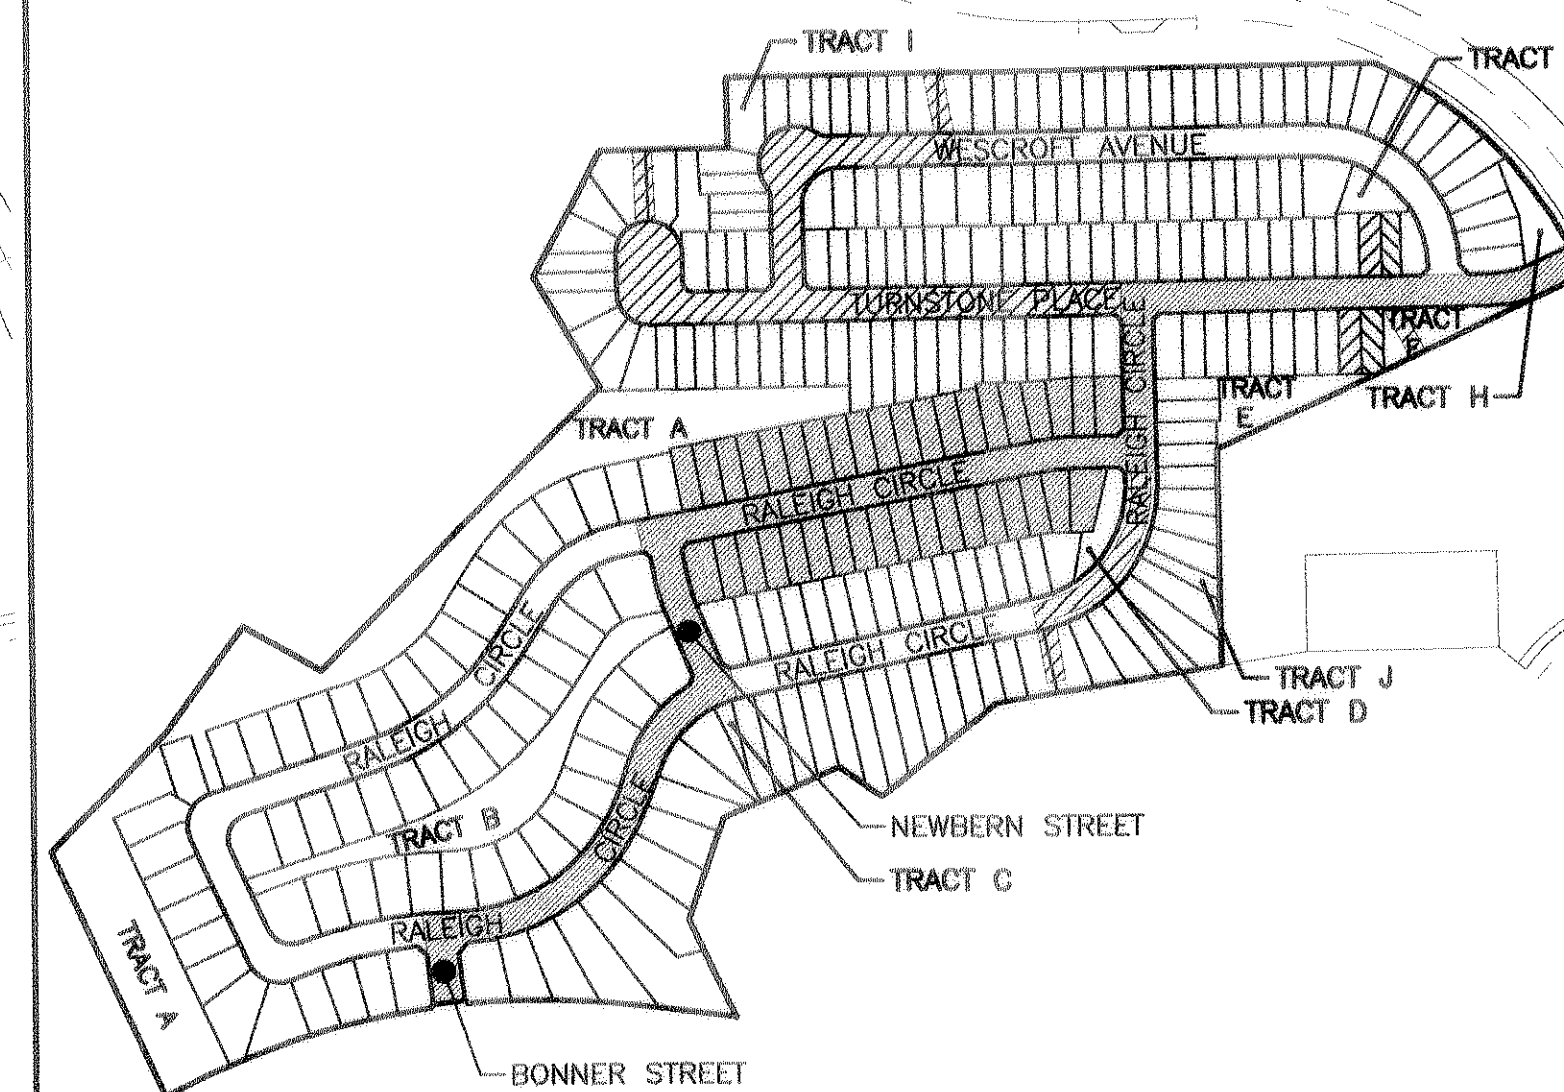 TRACT I
TRACT
WESCROFT AVENUE
TURNSTONE PLACE
RALEIGH CIRCLE
TRACT
F
TRACT
E
TRACT H
TRACT A
RALEIGH CIRCLE
RALEIGH CIRCLE
CIRCLE
RALEIGH
RALEIGH CIRCLE
TRACT J
TRACT D
CIRCLE
TRACT B
NEWBERN STREET
TRACT C
RALEIGH
TRACT A
BONNER STREET